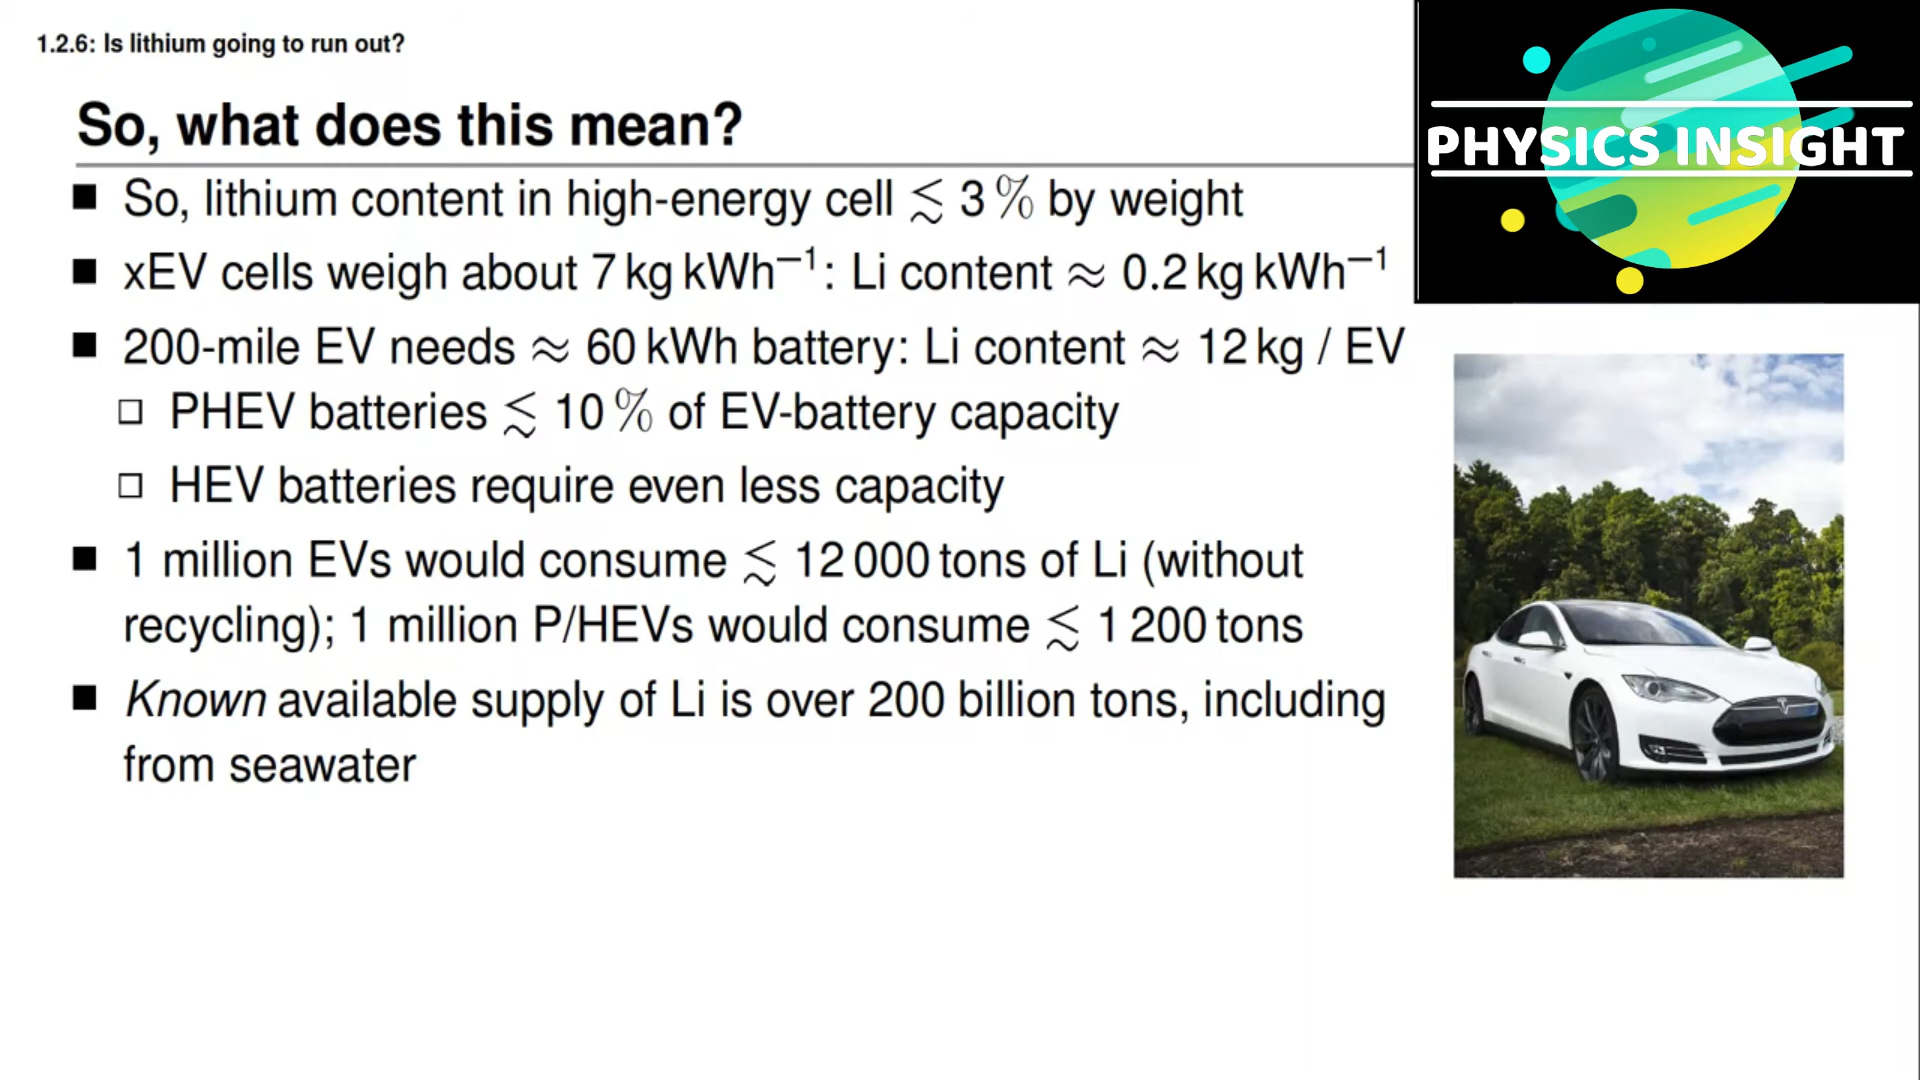 1.2.6: Is lithium going to run out?
PHYSICS INSIGHT
So, what does this mean?
■ So, lithium content in high-energy cell ≲ 3 % by weight
■ xEV cells weigh about 7 kg kWh⁻¹: Li content ≈ 0.2 kg kWh⁻¹
■ 200-mile EV needs ≈ 60 kWh battery: Li content ≈ 12 kg / EV
□ PHEV batteries ≲ 10 % of EV-battery capacity
□ HEV batteries require even less capacity
■ 1 million EVs would consume ≲ 12 000 tons of Li (without
recycling); 1 million P/HEVs would consume ≲ 1 200 tons
■ Known available supply of Li is over 200 billion tons, including
from seawater